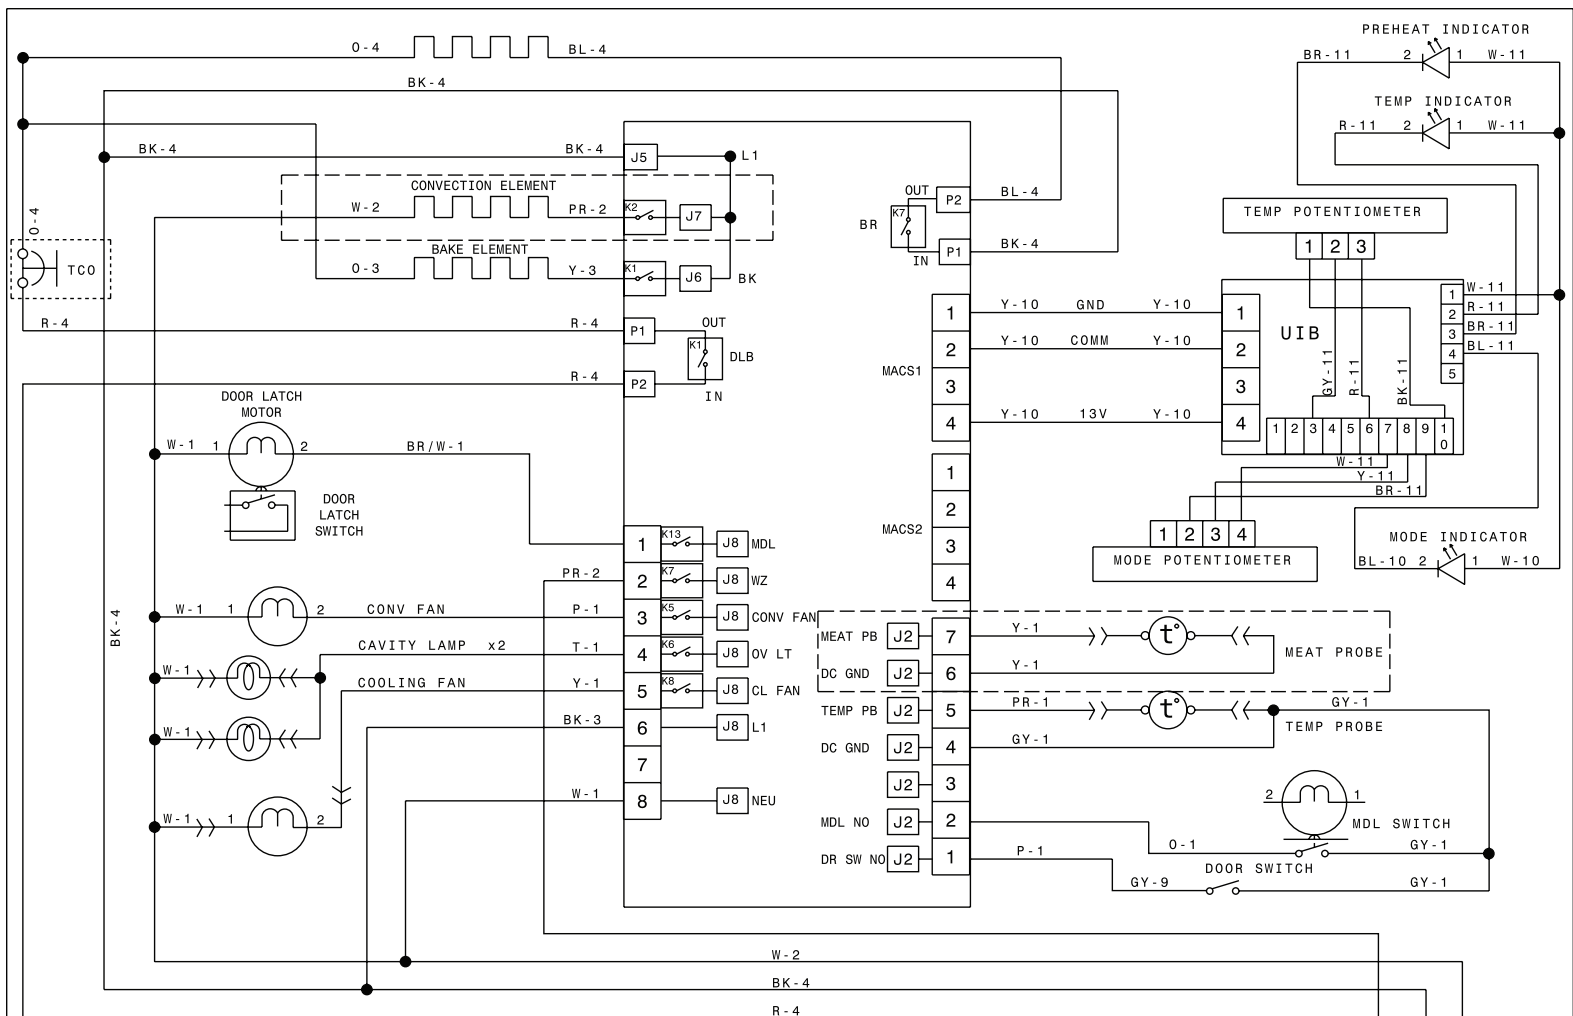 PREHEAT INDICATOR
O-4 BL-4 BR-11 2 1 W-11
BK-4
TEMP INDICATOR
R-11 2 1 W-11
BK-4 BK-4 J5 L1
CONVECTION ELEMENT
OUT P2 BL-4
W-2 PR-2 K2 J7
K7
BR
TEMP POTENTIOMETER
O-4
BAKE ELEMENT
IN P1 BK-4
1 2 3
TCO
O-3 Y-3 K1 J6 BK
1 W-11
2 R-11
3 BR-11
4 BL-11
5
R-4 R-4 P1 OUT
K1
DLB
R-4 P2 IN
MACS1
1 Y-10 GND Y-10 1
2 Y-10 COMM Y-10 2
3 3
4 Y-10 13V Y-10 4
UIB
GY-11 R-11 BK-11
1 2 3 4 5 6 7 8 9 10
W-11
Y-11
BR-11
DOOR LATCH
MOTOR
W-1 1 2 BR/W-1
DOOR
LATCH
SWITCH
MACS2
1
2
3
4
1 2 3 4
MODE POTENTIOMETER
MODE INDICATOR
BL-10 2 1 W-10
1 K13 J8 MDL
PR-2 2 K7 J8 WZ
W-1 1 2 CONV FAN P-1 3 K5 J8 CONV FAN
BK-4
CAVITY LAMP x2 T-1 4 K6 J8 OV LT
W-1
COOLING FAN Y-1 5 K8 J8 CL FAN
BK-3 6 J8 L1
W-1
7
W-1 8 J8 NEU
W-1 1 2
MEAT PB J2 7 Y-1 t°
MEAT PROBE
DC GND J2 6 Y-1
TEMP PB J2 5 PR-1 t° GY-1
TEMP PROBE
DC GND J2 4 GY-1
J2 3
2 1
MDL SWITCH
MDL NO J2 2 O-1 GY-1
DR SW NO J2 1 P-1
DOOR SWITCH
GY-9 GY-1
W-2
BK-4
R-4